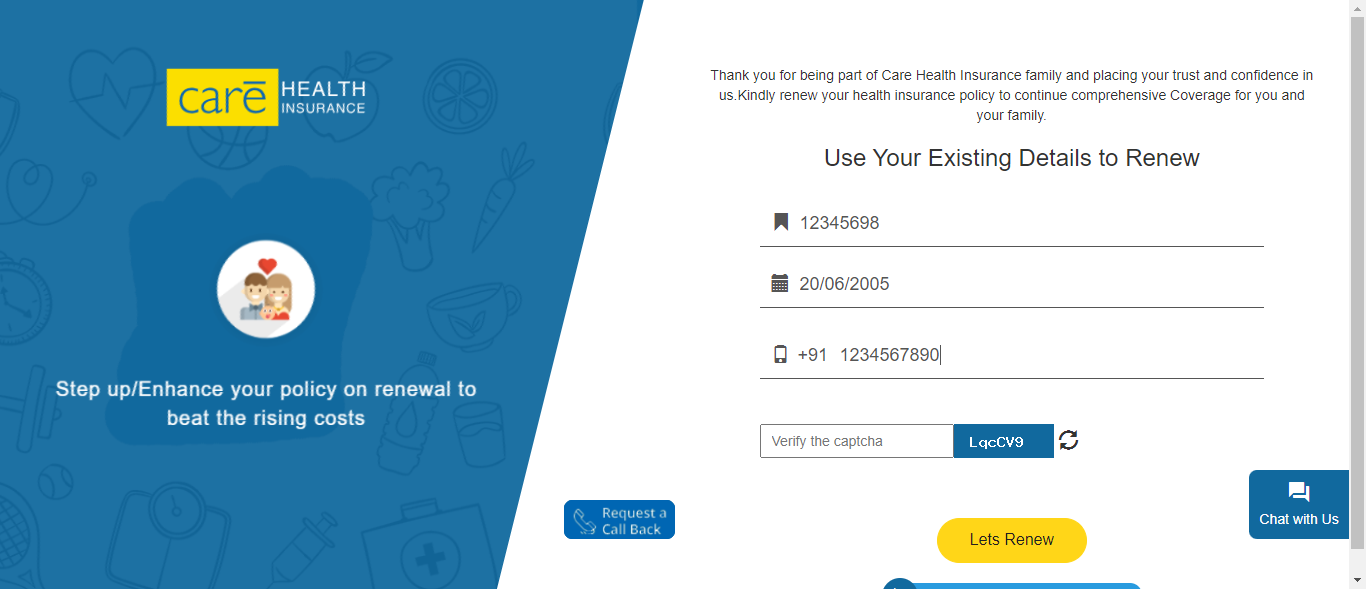 carē HEALTH
INSURANCE
Step up/Enhance your policy on renewal to
beat the rising costs
Thank you for being part of Care Health Insurance family and placing your trust and confidence in
us.Kindly renew your health insurance policy to continue comprehensive Coverage for you and
your family.
Use Your Existing Details to Renew
12345698
20/06/2005
+91 1234567890
Verify the captcha LqcCV9
Request a
Call Back
Chat with Us
Lets Renew